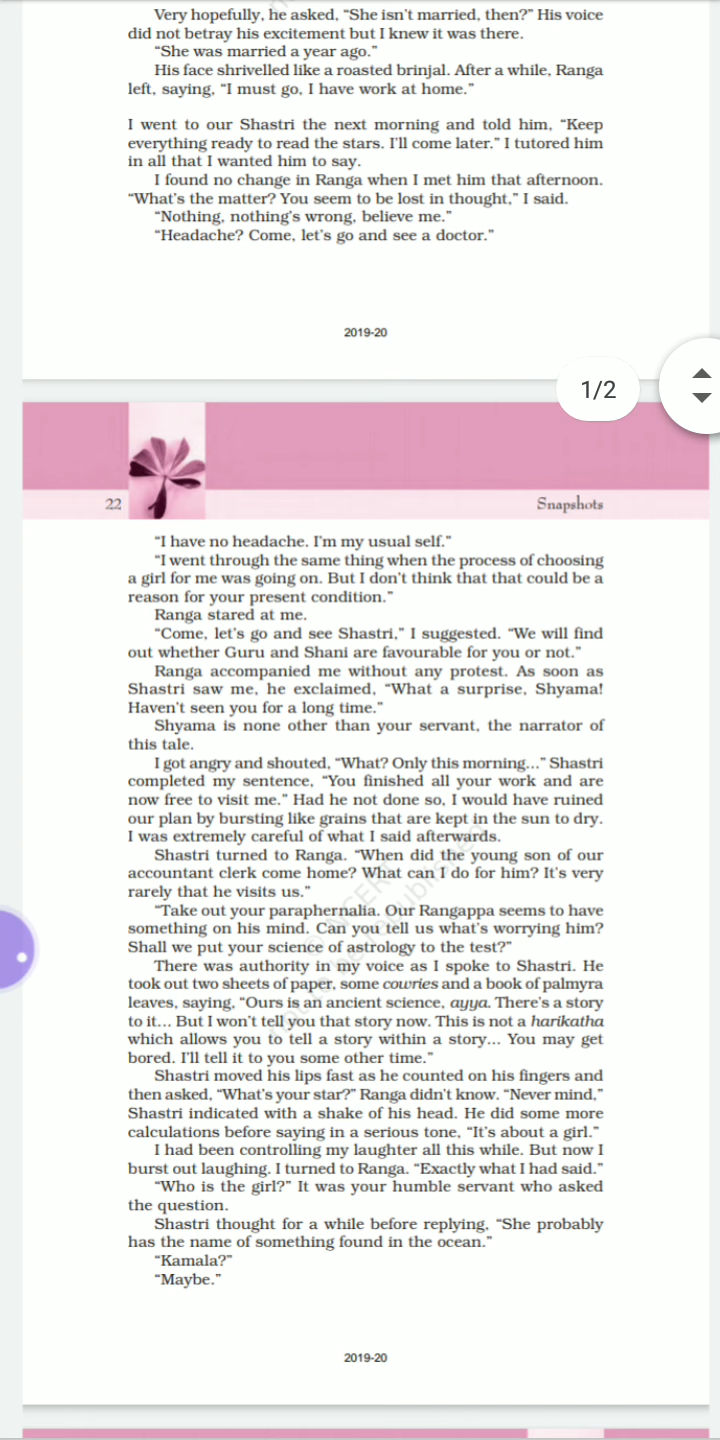 Very hopefully, he asked, “She isn't married, then?” His voice
did not betray his excitement but I knew it was there.
“She was married a year ago.”
His face shrivelled like a roasted brinjal. After a while, Ranga
left, saying, “I must go, I have work at home.”
I went to our Shastri the next morning and told him, “Keep
everything ready to read the stars. I'll come later.” I tutored him
in all that I wanted him to say.
I found no change in Ranga when I met him that afternoon.
“What's the matter? You seem to be lost in thought,” I said.
“Nothing, nothing's wrong, believe me.”
“Headache? Come, let's go and see a doctor.”
2019-20
1/2
22
Snapshots
“I have no headache. I'm my usual self.”
“I went through the same thing when the process of choosing
a girl for me was going on. But I don't think that that could be a
reason for your present condition.”
Ranga stared at me.
“Come, let's go and see Shastri,” I suggested. “We will find
out whether Guru and Shani are favourable for you or not.”
Ranga accompanied me without any protest. As soon as
Shastri saw me, he exclaimed, “What a surprise, Shyama!
Haven't seen you for a long time.”
Shyama is none other than your servant, the narrator of
this tale.
I got angry and shouted, “What? Only this morning...” Shastri
completed my sentence, “You finished all your work and are
now free to visit me.” Had he not done so, I would have ruined
our plan by bursting like grains that are kept in the sun to dry.
I was extremely careful of what I said afterwards.
Shastri turned to Ranga. “When did the young son of our
accountant clerk come home? What can I do for him? It's very
rarely that he visits us.”
“Take out your paraphernalia. Our Rangappa seems to have
something on his mind. Can you tell us what's worrying him?
Shall we put your science of astrology to the test?”
There was authority in my voice as I spoke to Shastri. He
took out two sheets of paper, some cowries and a book of palmyra
leaves, saying, “Ours is an ancient science, ayya. There's a story
to it... But I won't tell you that story now. This is not a harikatha
which allows you to tell a story within a story... You may get
bored. I'll tell it to you some other time.”
Shastri moved his lips fast as he counted on his fingers and
then asked, “What's your star?” Ranga didn't know. “Never mind,”
Shastri indicated with a shake of his head. He did some more
calculations before saying in a serious tone, “It's about a girl.”
I had been controlling my laughter all this while. But now I
burst out laughing. I turned to Ranga. “Exactly what I had said.”
“Who is the girl?” It was your humble servant who asked
the question.
Shastri thought for a while before replying, “She probably
has the name of something found in the ocean.”
“Kamala?”
“Maybe.”
© NCERT
not to be republished
2019-20